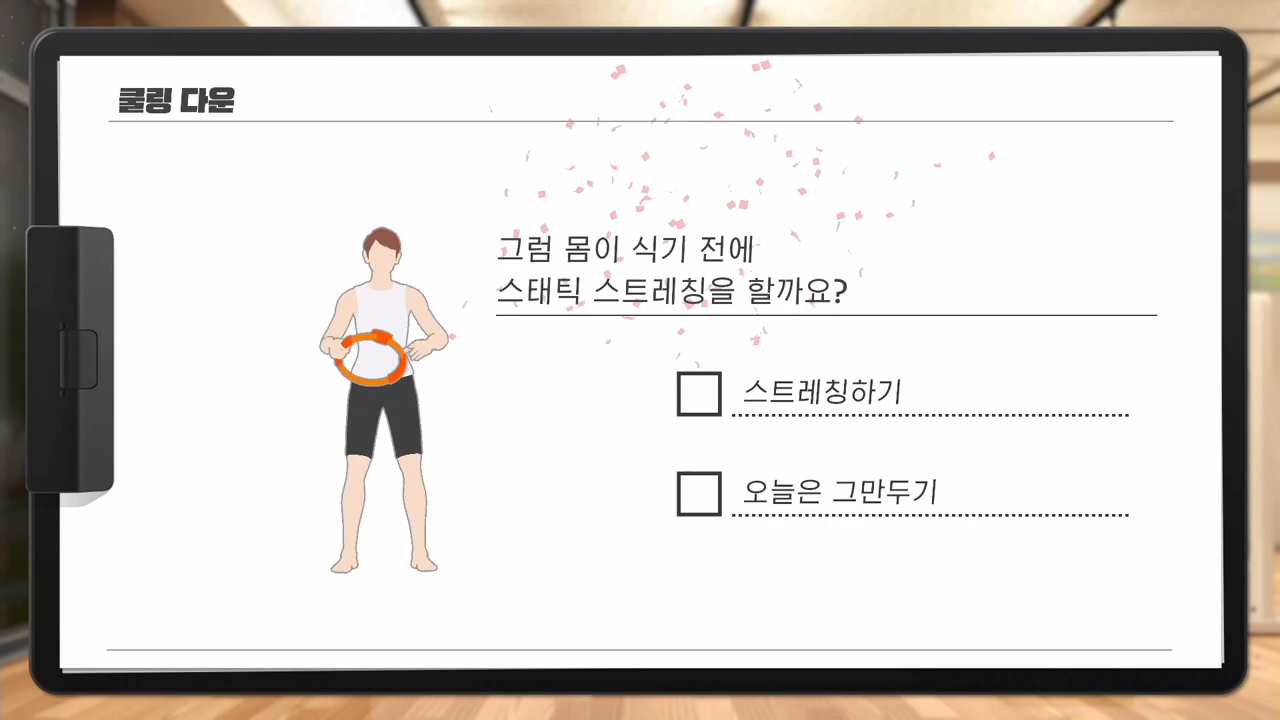 쿨링 다운
그럼 몸이 식기 전에
스태틱 스트레칭을 할까요?
스트레칭하기
오늘은 그만두기